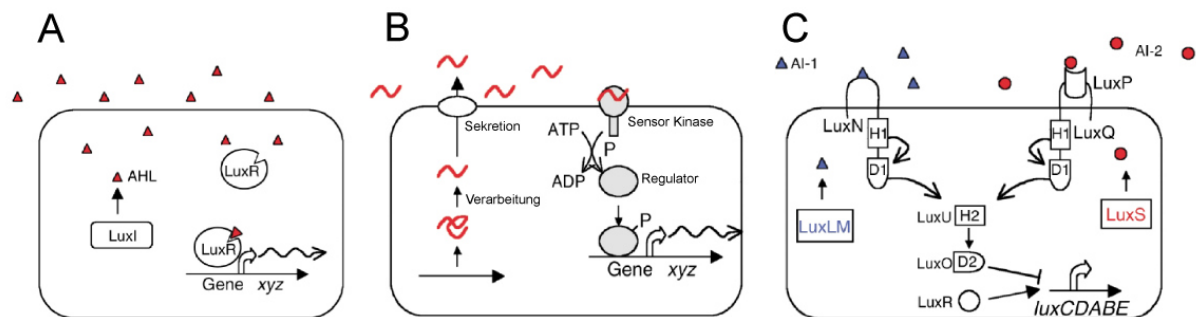 A
AHL
LuxR
LuxI
LuxR
Gene xyz
B
Sekretion
Sensor Kinase
ATP
P
ADP
Regulator
Verarbeitung
P
Gene xyz
C
AI-1
AI-2
LuxP
LuxN
H1
H1
LuxQ
D1
D1
LuxLM
LuxU H2
LuxS
LuxO D2
LuxR
luxCDABE